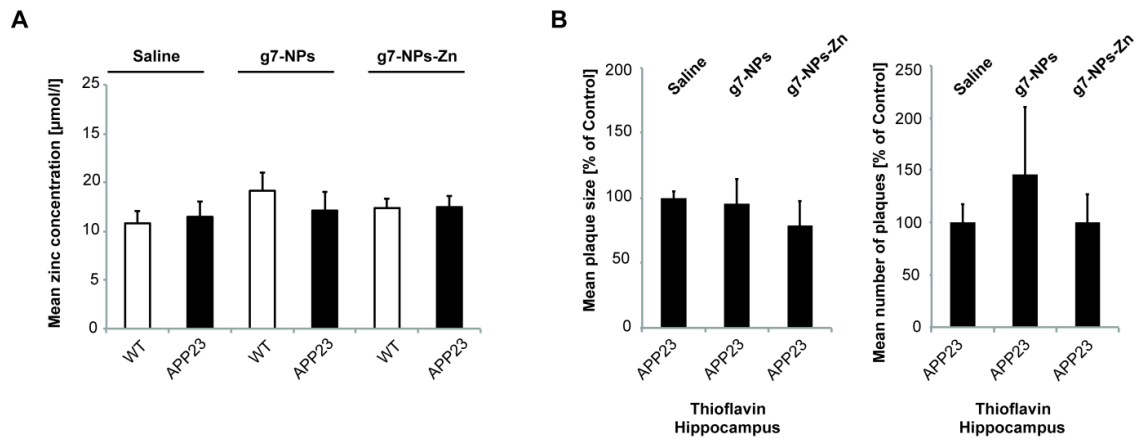 A
Saline g7-NPs g7-NPs-Zn
Mean zinc concentration [µmol/l]
25
15
20
10
5
0
WT APP23 WT APP23 WT APP23
B
Saline g7-NPs g7-NPs-Zn
Mean plaque size [% of Control]
200
150
100
50
0
APP23 APP23 APP23
Thioflavin
Hippocampus
Saline g7-NPs g7-NPs-Zn
Mean number of plaques [% of Control]
250
200
150
100
50
0
APP23 APP23 APP23
Thioflavin
Hippocampus